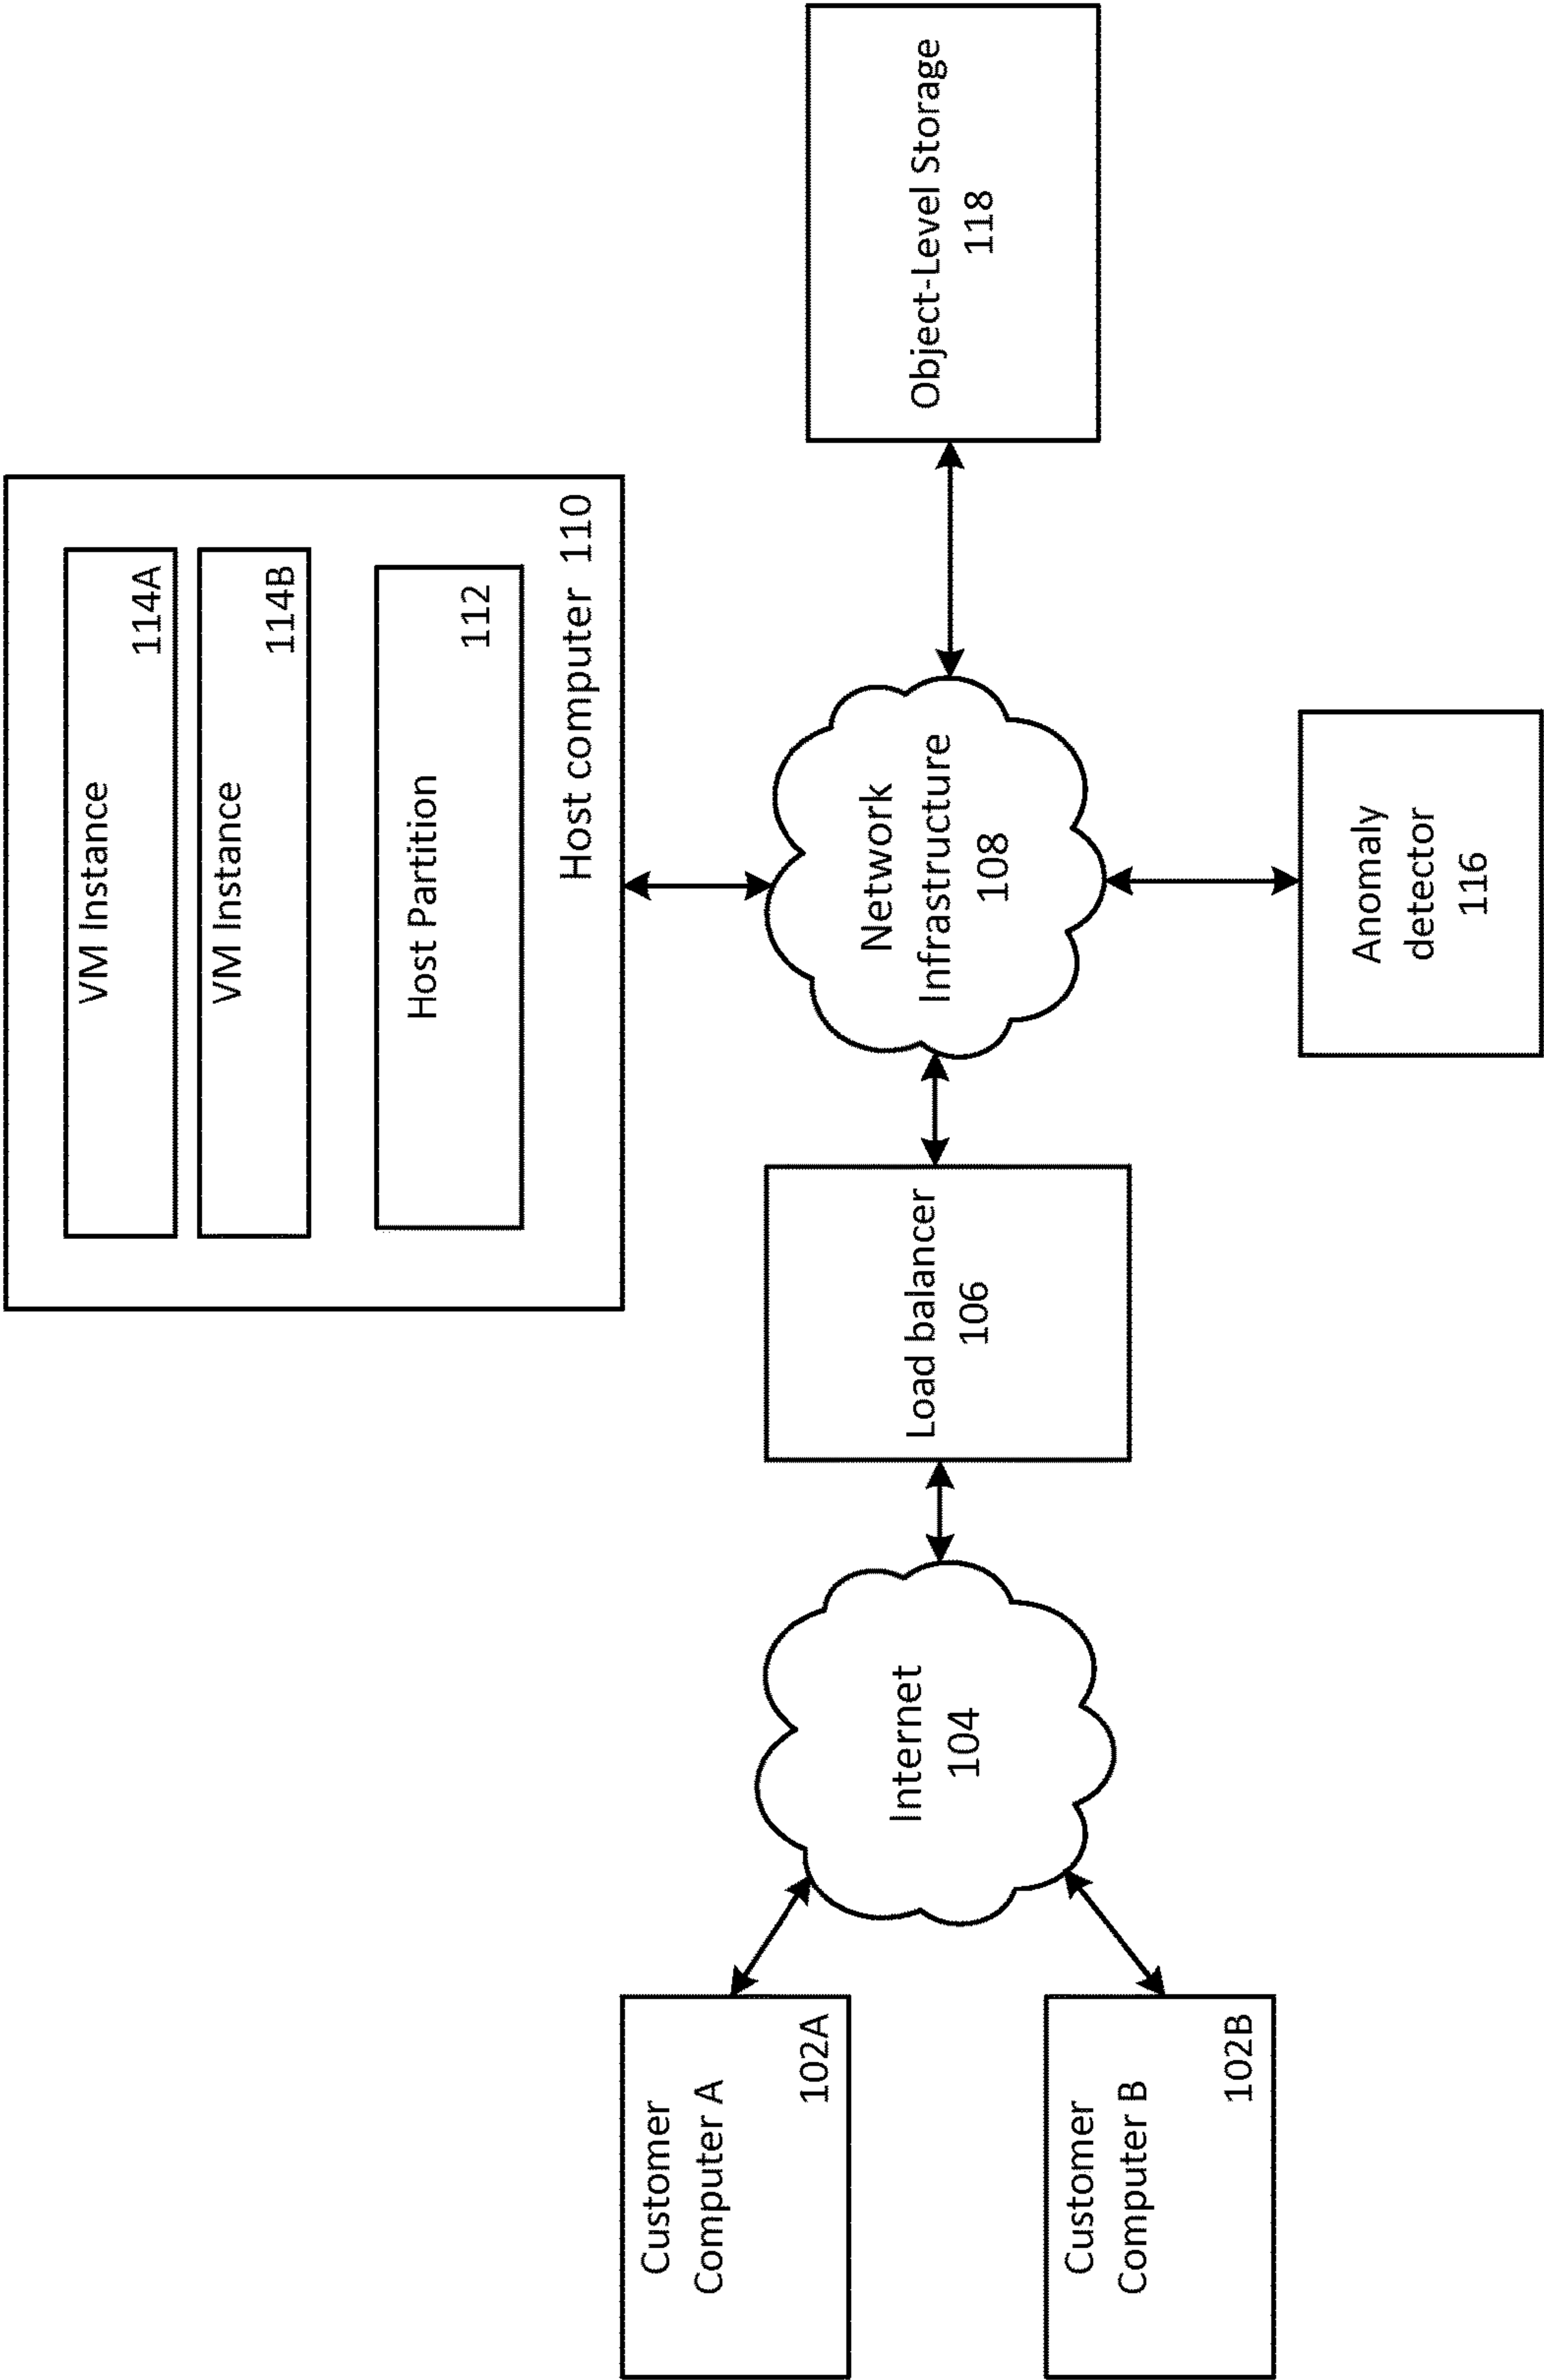 VM Instance
114A
VM Instance
114B
Host Partition
112
Host computer 110
Customer
Computer A
102A
Customer
Computer B
102B
Internet
104
Load balancer
106
Network
Infrastructure
108
Object-Level Storage
118
Anomaly
detector
116